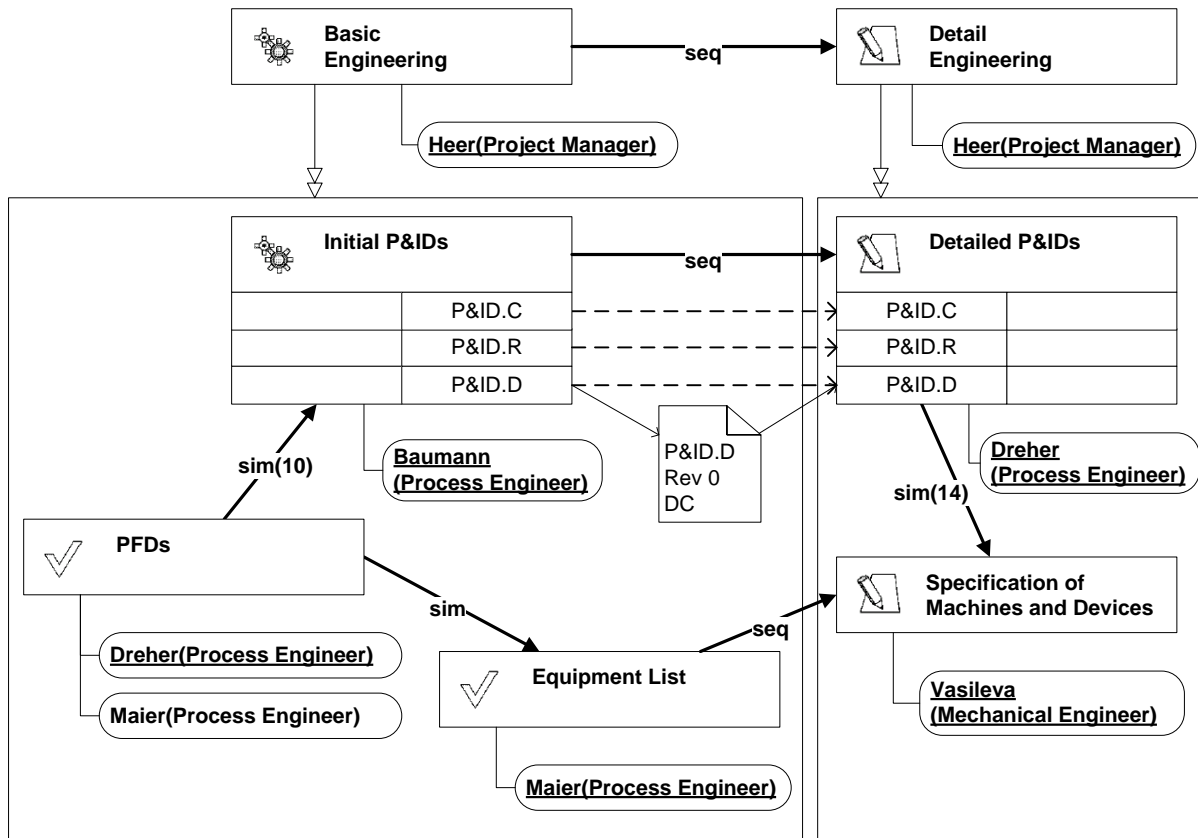 Basic
Engineering
seq
Detail
Engineering
Heer(Project Manager)
Heer(Project Manager)
Initial P&IDs
seq
Detailed P&IDs
P&ID.C
P&ID.C
P&ID.R
P&ID.R
P&ID.D
P&ID.D
P&ID.D
Rev 0
DC
sim(10)
Baumann
(Process Engineer)
Dreher
(Process Engineer)
sim(14)
PFDs
sim
Specification of
Machines and Devices
seq
Dreher(Process Engineer)
Maier(Process Engineer)
Equipment List
Vasileva
(Mechanical Engineer)
Maier(Process Engineer)